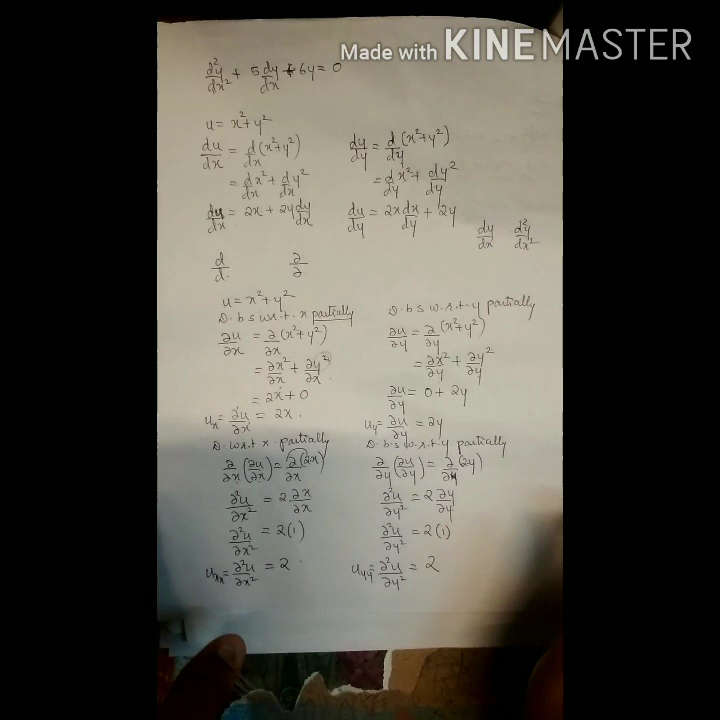 Made with KINEMASTER
d²y/dx² + 5 dy/dx + 6y = 0
u = x² + y²
du/dx = d/dx (x² + y²)
= dx²/dx + dy²/dx
du/dx = 2x + 2y dy/dx
du/dy = d/dy (x² + y²)
= d/dy x² + dy²/dy
du/dy = 2x dx/dy + 2y
dy/dx d²y/dx²
d/d. ∂/∂
u = x² + y²
D. b s w.r.t. x partially
∂u/∂x = ∂/∂x (x² + y²)
= ∂x²/∂x + ∂y²/∂x .
= 2x + 0
uₓ = ∂u/∂x = 2x .
D. w.r.t. x partially
∂/∂x (∂u/∂x) = ∂/∂x (2x)
∂²u/∂x² = 2 . ∂x/∂x
∂²u/∂x² = 2(1)
uₓₓ = ∂²u/∂x² = 2 .
D. b s w.r.t y partially
∂u/∂y = ∂/∂y (x² + y²)
= ∂x²/∂y + ∂y²/∂y
∂u/∂y = 0 + 2y
u_y = ∂u/∂y = 2y
D. b. s w.r.t y partially
∂/∂y (∂u/∂y) = ∂/∂y (2y)
∂²u/∂y² = 2 ∂y/∂y
∂²u/∂y² = 2(1)
u_yy = ∂²u/∂y² = 2